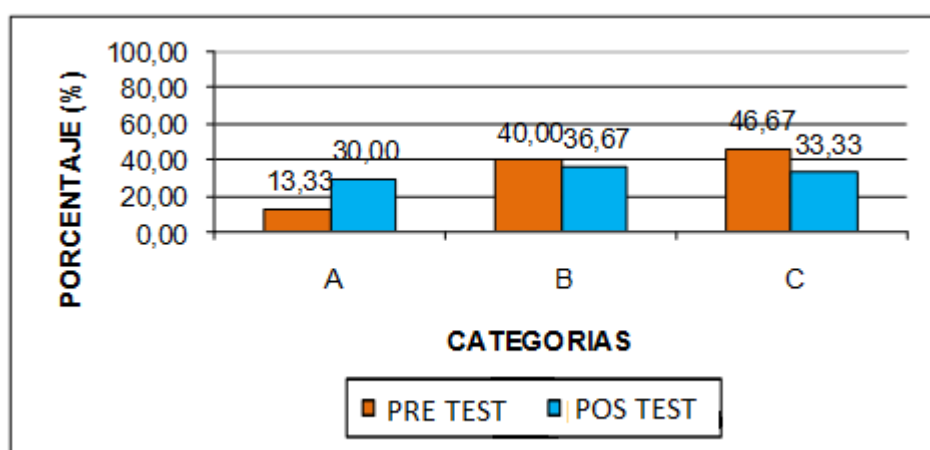 PORCENTAJE (%)
100,00
80,00
60,00
40,00
20,00
0,00
13,33
30,00
40,00
36,67
46,67
33,33
A
B
C
CATEGORIAS
PRE TEST
POS TEST